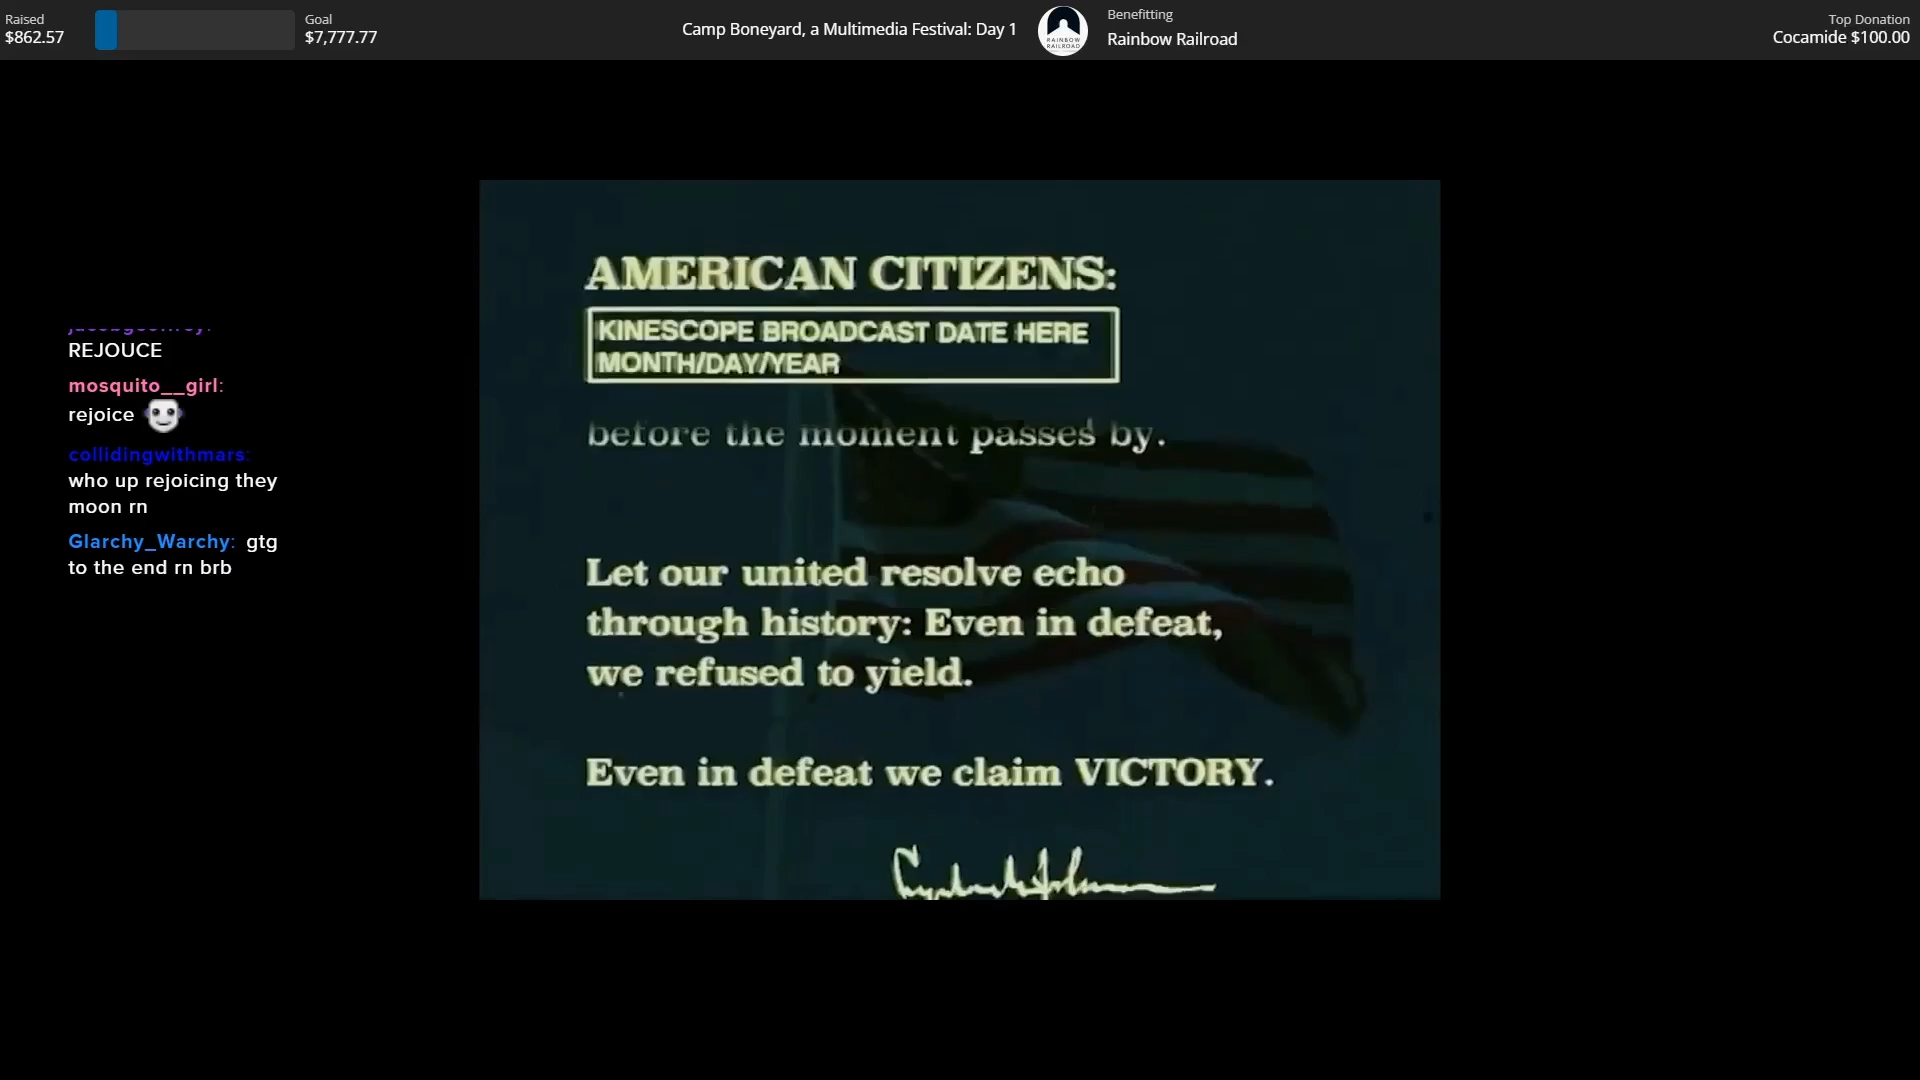 Raised
$862.57
Goal
$7,777.77
Camp Boneyard, a Multimedia Festival: Day 1
RAINBOW
RAILROAD
Benefitting
Rainbow Railroad
Top Donation
Cocamide $100.00
REJOUCE
mosquito__girl:
rejoice
collidingwithmars:
who up rejoicing they
moon rn
Glarchy_Warchy: gtg
to the end rn brb
AMERICAN CITIZENS:
KINESCOPE BROADCAST DATE HERE
MONTH/DAY/YEAR
before the moment passes by.
Let our united resolve echo
through history: Even in defeat,
we refused to yield.
Even in defeat we claim VICTORY.